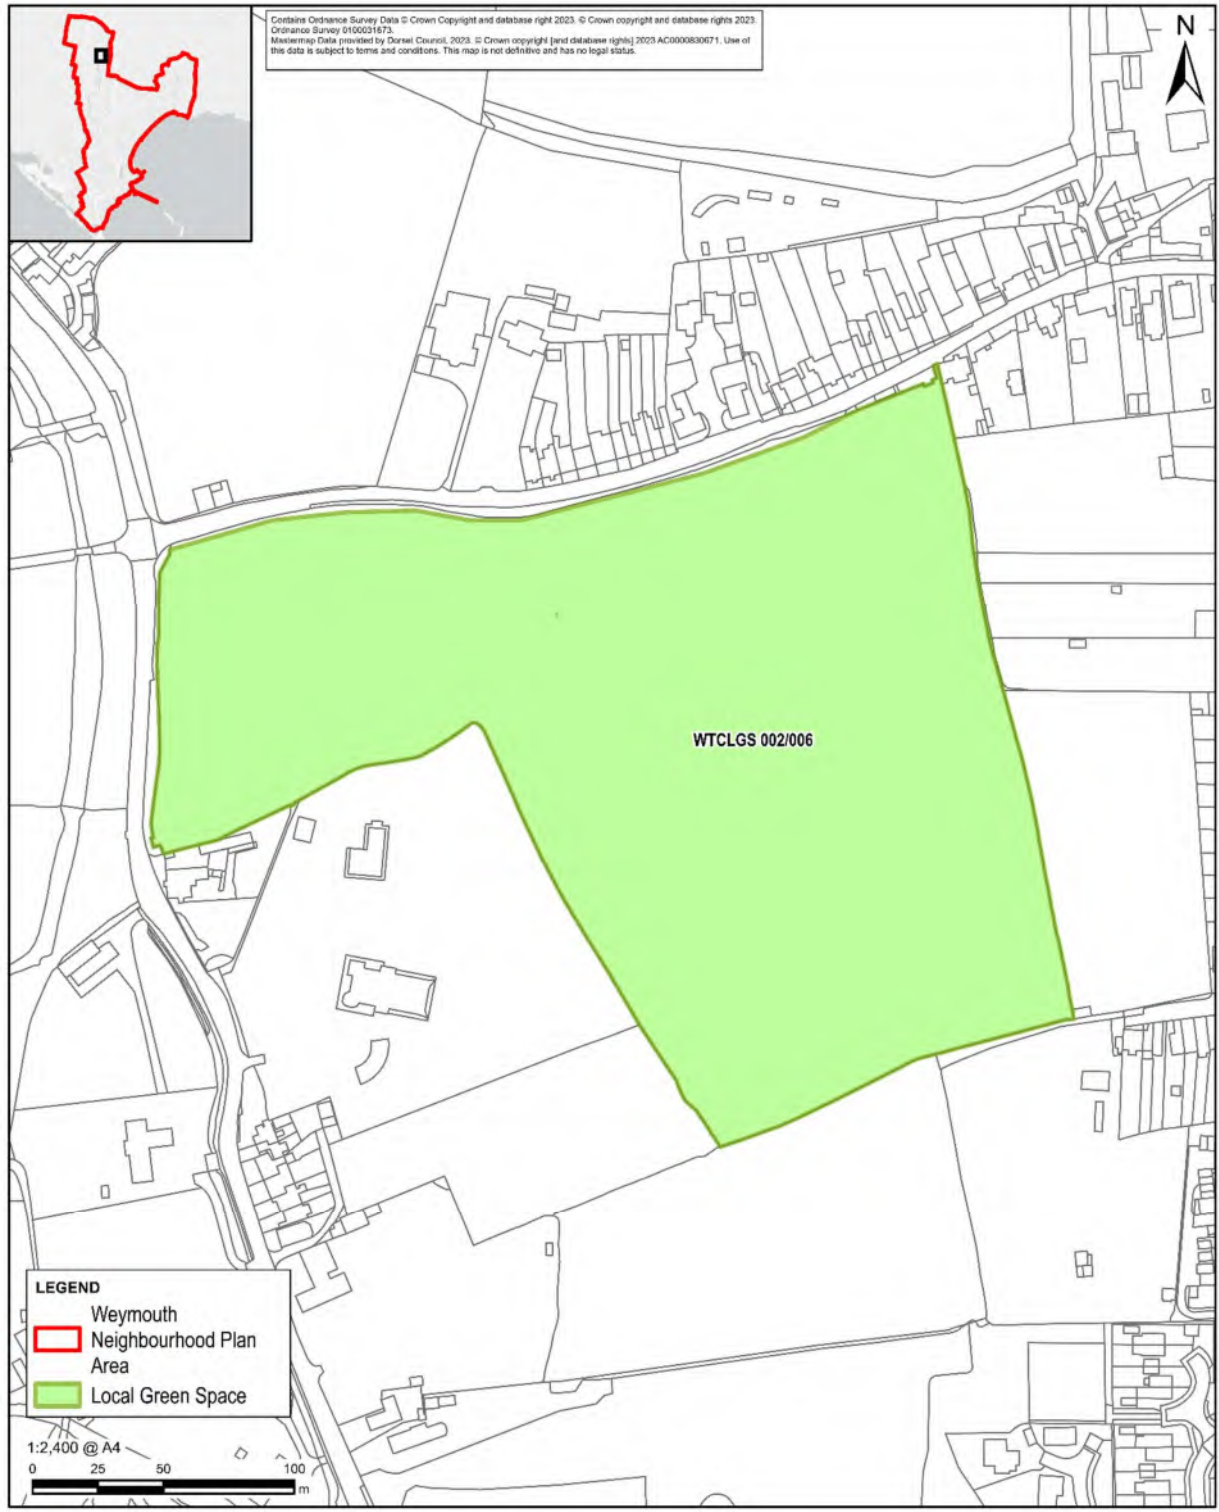 Contains Ordnance Survey Data © Crown Copyright and database right 2023. © Crown copyright and database rights 2023.
Ordnance Survey 0100031673.
Mastermap Data provided by Dorset Council, 2023. © Crown copyright [and database rights] 2023 AC0000830671. Use of
this data is subject to terms and conditions. This map is not definitive and has no legal status.
N
WTCLGS 002/006
LEGEND
Weymouth
Neighbourhood Plan
Area
Local Green Space
1:2,400 @ A4
0 25 50 100
m